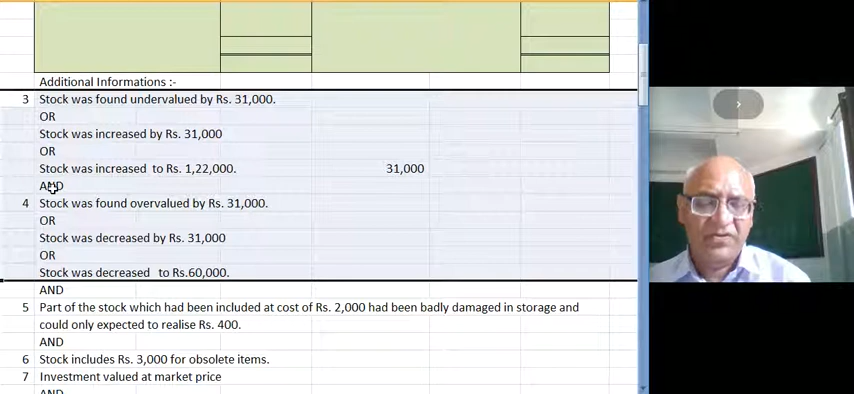 Additional Informations :-
3 Stock was found undervalued by Rs. 31,000.
OR
Stock was increased by Rs. 31,000
OR
Stock was increased to Rs. 1,22,000. 31,000
AND
4 Stock was found overvalued by Rs. 31,000.
OR
Stock was decreased by Rs. 31,000
OR
Stock was decreased to Rs.60,000.
AND
5 Part of the stock which had been included at cost of Rs. 2,000 had been badly damaged in storage and
could only expected to realise Rs. 400.
AND
6 Stock includes Rs. 3,000 for obsolete items.
7 Investment valued at market price
AND